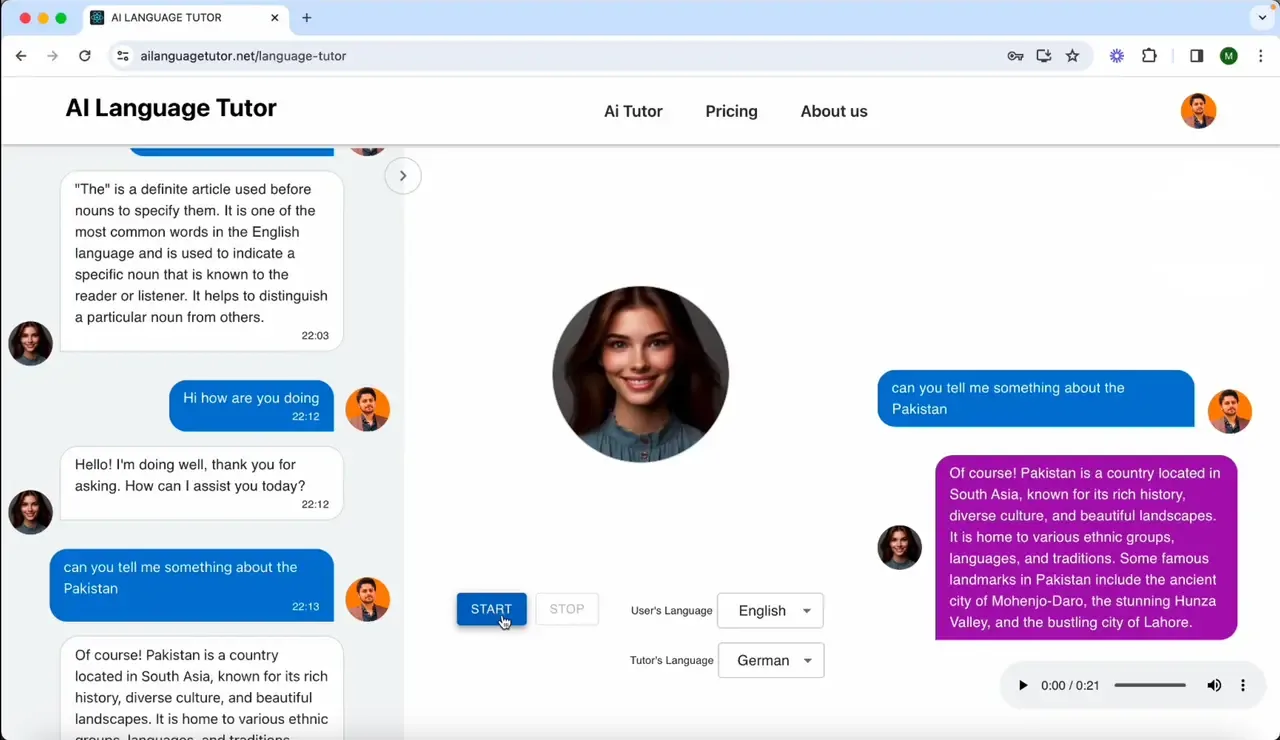 AI LANGUAGE TUTOR
ailanguagetutor.net/language-tutor
M
AI Language Tutor
Ai Tutor
Pricing
About us
"The" is a definite article used before
nouns to specify them. It is one of the
most common words in the English
language and is used to indicate a
specific noun that is known to the
reader or listener. It helps to distinguish
a particular noun from others.
22:03
Hi how are you doing
22:12
Hello! I'm doing well, thank you for
asking. How can I assist you today?
22:12
can you tell me something about the
Pakistan
22:13
Of course! Pakistan is a country
located in South Asia, known for its rich
history, diverse culture, and beautiful
landscapes. It is home to various ethnic
groups, languages, and traditions.
START
STOP
User's Language
English
Tutor's Language
German
can you tell me something about the
Pakistan
Of course! Pakistan is a country located in
South Asia, known for its rich history,
diverse culture, and beautiful landscapes.
It is home to various ethnic groups,
languages, and traditions. Some famous
landmarks in Pakistan include the ancient
city of Mohenjo-Daro, the stunning Hunza
Valley, and the bustling city of Lahore.
0:00 / 0:21